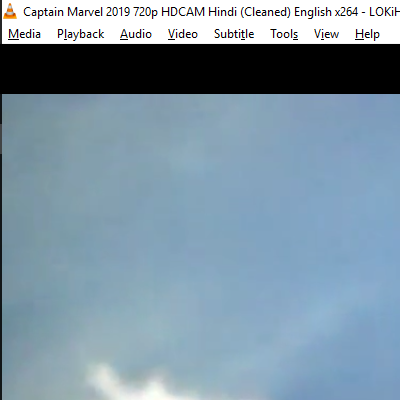 Captain Marvel 2019 720p HDCAM Hindi (Cleaned) English x264 - LOKiH
Media Playback Audio Video Subtitle Tools View Help